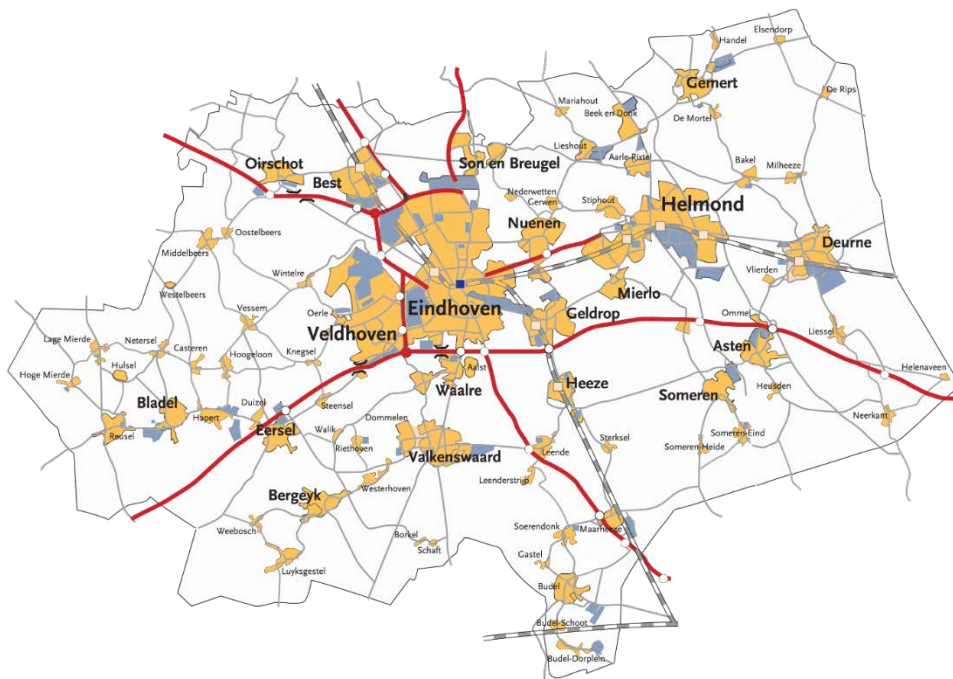 Elsendorp
Handel
Gemert
De Rips
Mariahout
Beek en Donk
De Mortel
Lieshout
Aarle-Rixtel
Bakel
Milheeze
Son en Breugel
Oirschot
Best
Nederwetten
Gerwen
Stiphout
Helmond
Nuenen
Deurne
Oostelbeers
Middelbeers
Wintelre
Vlierden
Westelbeers
Mierlo
Eindhoven
Geldrop
Oerle
Veldhoven
Vessem
Ommel
Liessel
Asten
Lage Mierde
Netersel
Casteren
Hoogeloon
Knegsel
Aalst
Waalre
Hulsel
Hoge Mierde
Heeze
Heusden
Helenaveen
Someren
Bladel
Hapert
Duizel
Steensel
Eersel
Reusel
Walik
Riethoven
Dommelen
Valkenswaard
Leende
Sterksel
Someren-Eind
Someren-Heide
Neerkant
Leenderstrijp
Westerhoven
Bergeyk
Weebosch
Luyksgestel
Borkel
Schaft
Soerendonk
Maarheeze
Gastel
Budel
Budel-Schoot
Budel-Dorplein